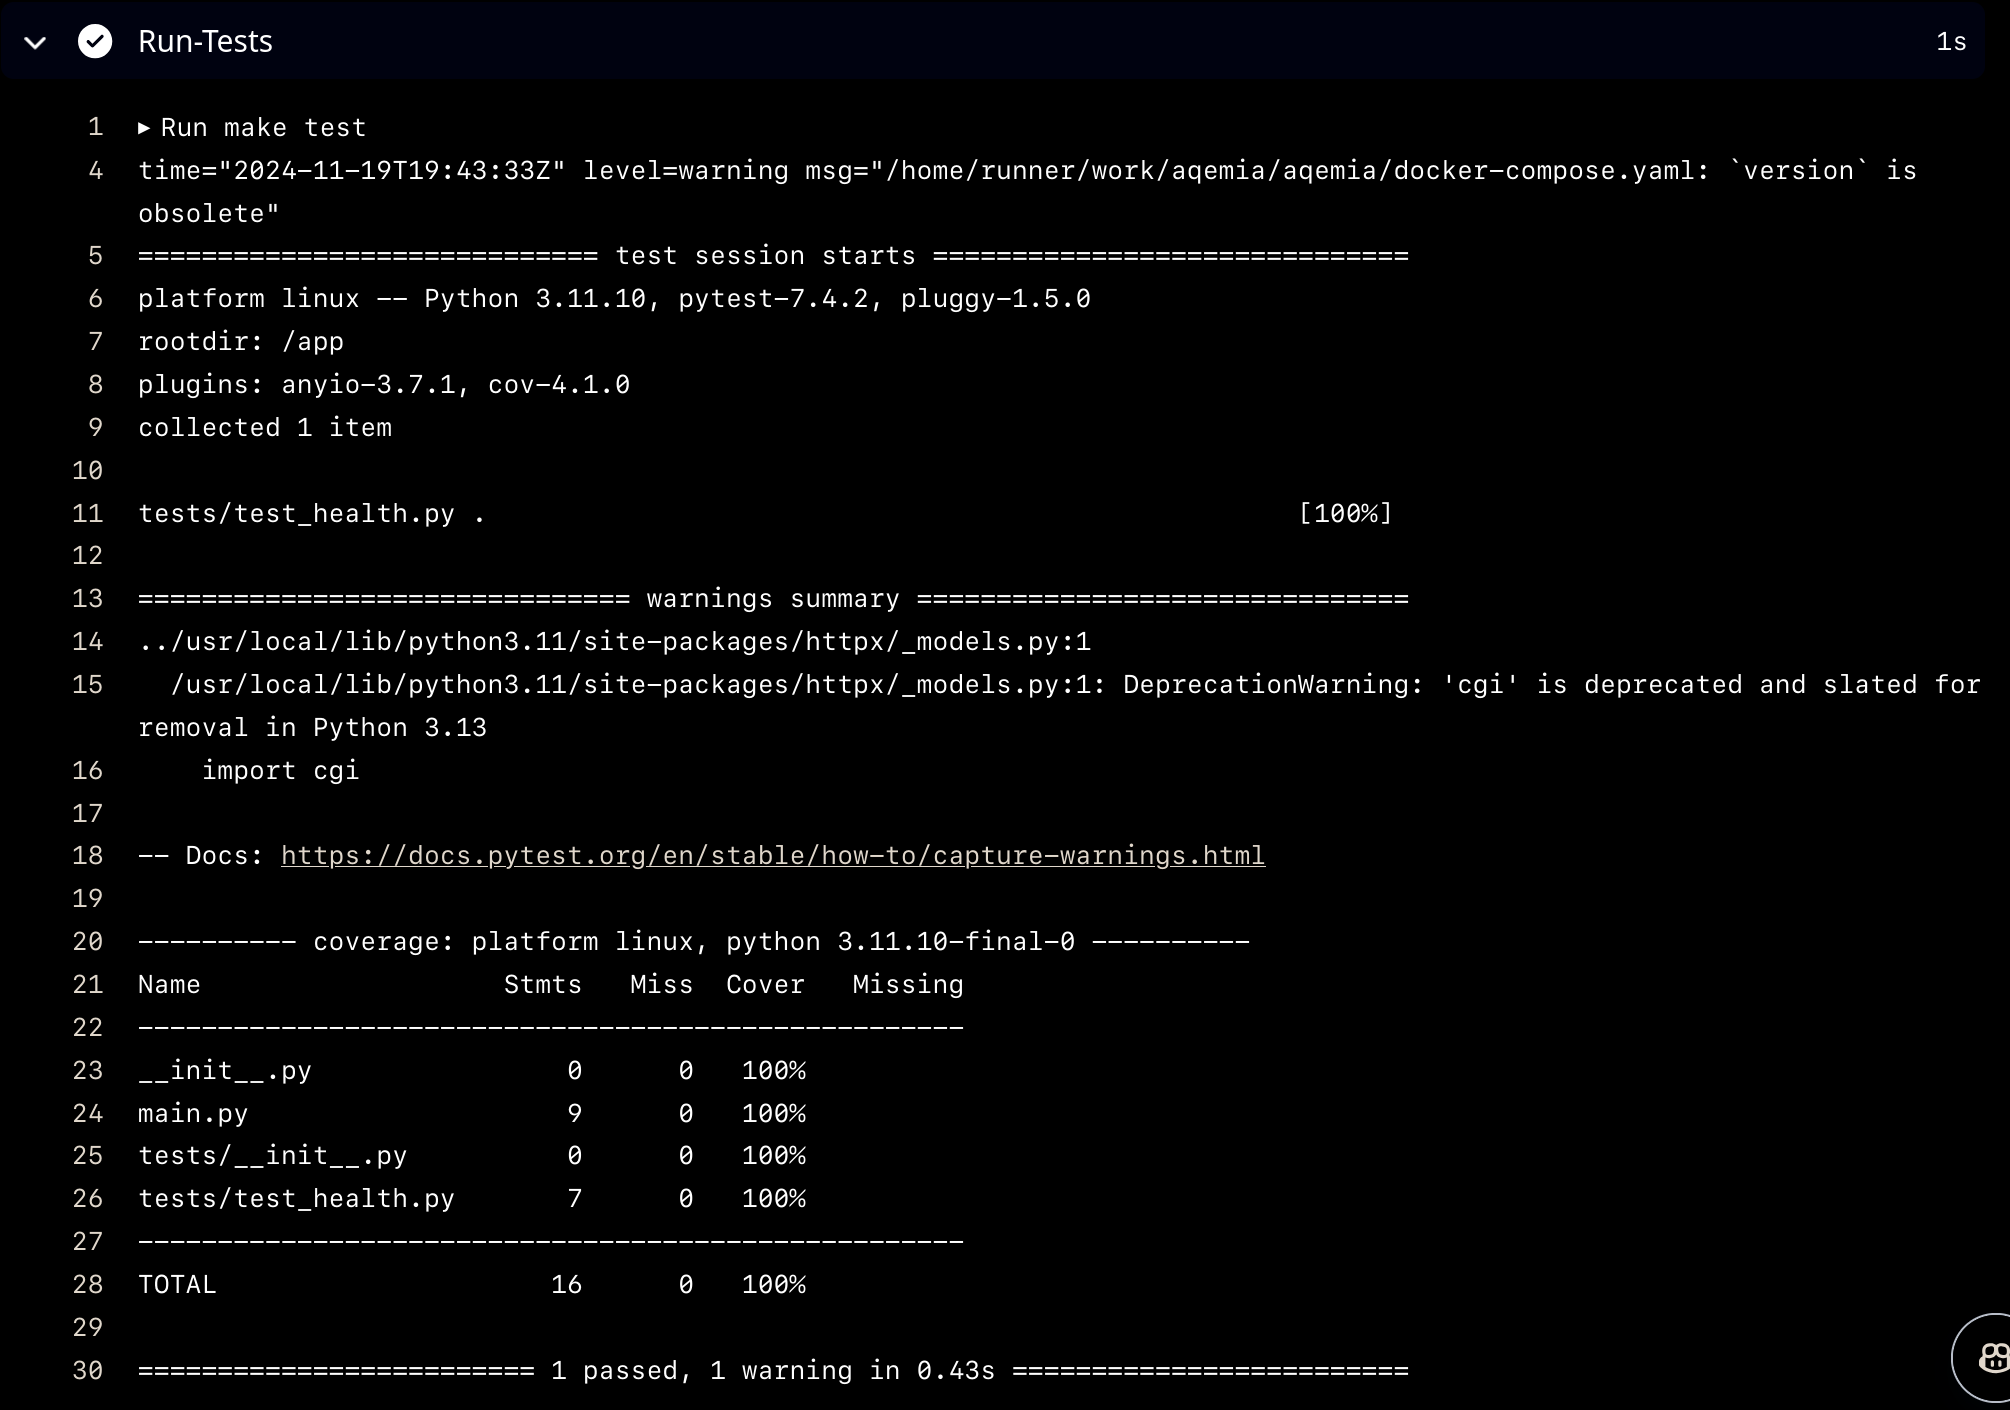 Run-Tests 1s
1 ▶ Run make test
4 time="2024-11-19T19:43:33Z" level=warning msg="/home/runner/work/aqemia/aqemia/docker-compose.yaml: `version` is
obsolete"
5 ============================= test session starts ==============================
6 platform linux -- Python 3.11.10, pytest-7.4.2, pluggy-1.5.0
7 rootdir: /app
8 plugins: anyio-3.7.1, cov-4.1.0
9 collected 1 item
10
11 tests/test_health.py . [100%]
12
13 =============================== warnings summary ===============================
14 ../usr/local/lib/python3.11/site-packages/httpx/_models.py:1
15 /usr/local/lib/python3.11/site-packages/httpx/_models.py:1: DeprecationWarning: 'cgi' is deprecated and slated for
removal in Python 3.13
16 import cgi
17
18 -- Docs: https://docs.pytest.org/en/stable/how-to/capture-warnings.html
19
20 ---------- coverage: platform linux, python 3.11.10-final-0 ----------
21 Name Stmts Miss Cover Missing
22 ----------------------------------------------------
23 __init__.py 0 0 100%
24 main.py 9 0 100%
25 tests/__init__.py 0 0 100%
26 tests/test_health.py 7 0 100%
27 ----------------------------------------------------
28 TOTAL 16 0 100%
29
30 ========================= 1 passed, 1 warning in 0.43s =========================